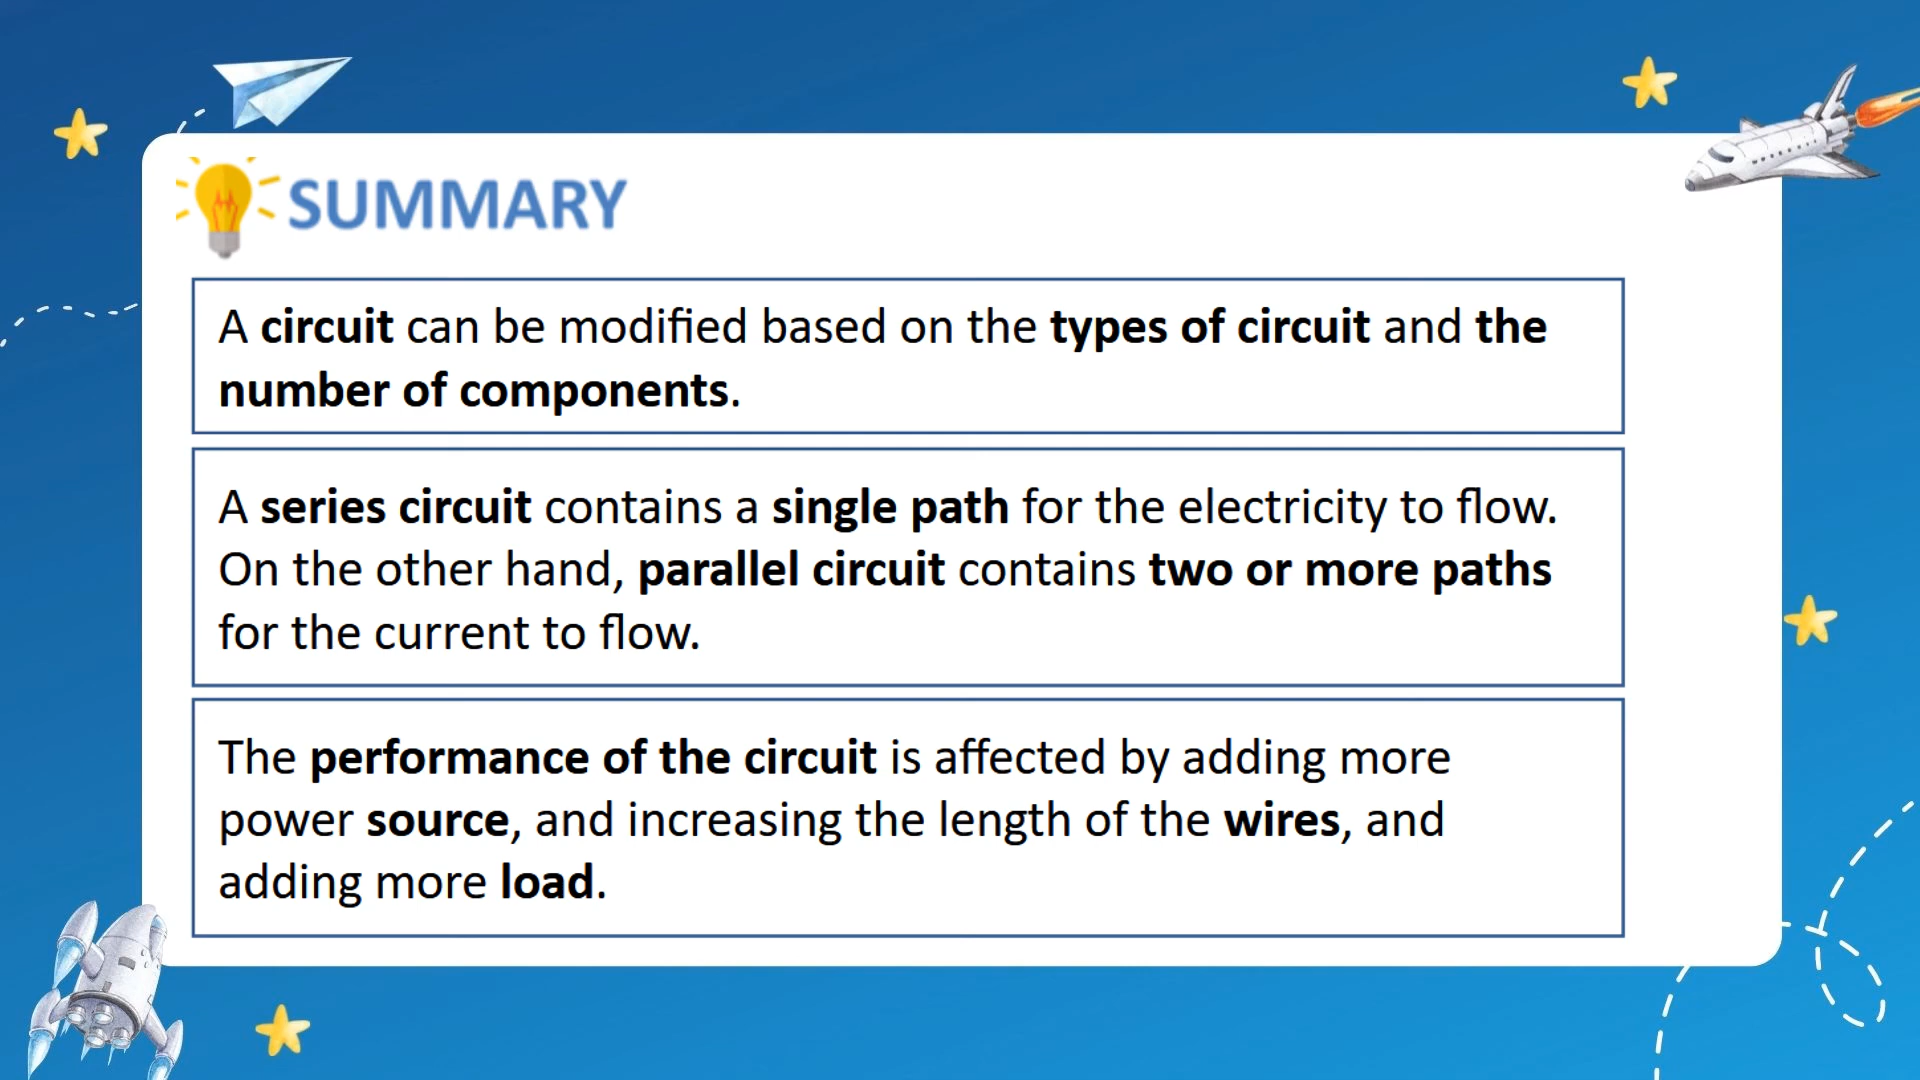 SUMMARY
A circuit can be modified based on the types of circuit and the
number of components.
A series circuit contains a single path for the electricity to flow.
On the other hand, parallel circuit contains two or more paths
for the current to flow.
The performance of the circuit is affected by adding more
power source, and increasing the length of the wires, and
adding more load.